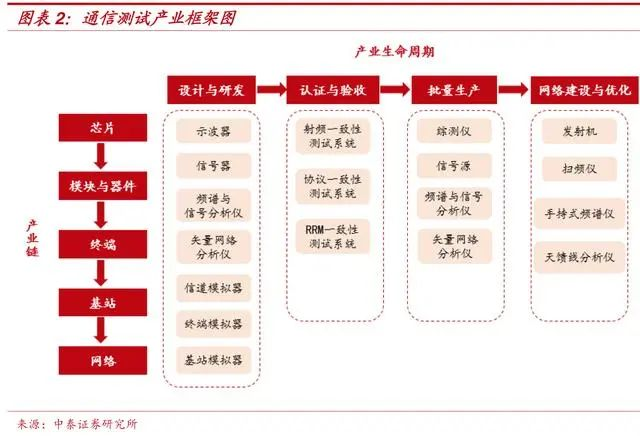 图表 2：通信测试产业框架图
产业生命周期
设计与研发
认证与验收
批量生产
网络建设与优化
产业链
芯片
模块与器件
终端
基站
网络
示波器
信号器
频谱与
信号分析仪
矢量网络
分析仪
信道模拟器
终端模拟器
基站模拟器
射频一致性
测试系统
协议一致性
测试系统
RRM一致性
测试系统
综测仪
信号源
频谱与信号
分析仪
矢量网络
分析仪
发射机
扫频仪
手持式频谱仪
天馈线分析仪
来源：中泰证券研究所